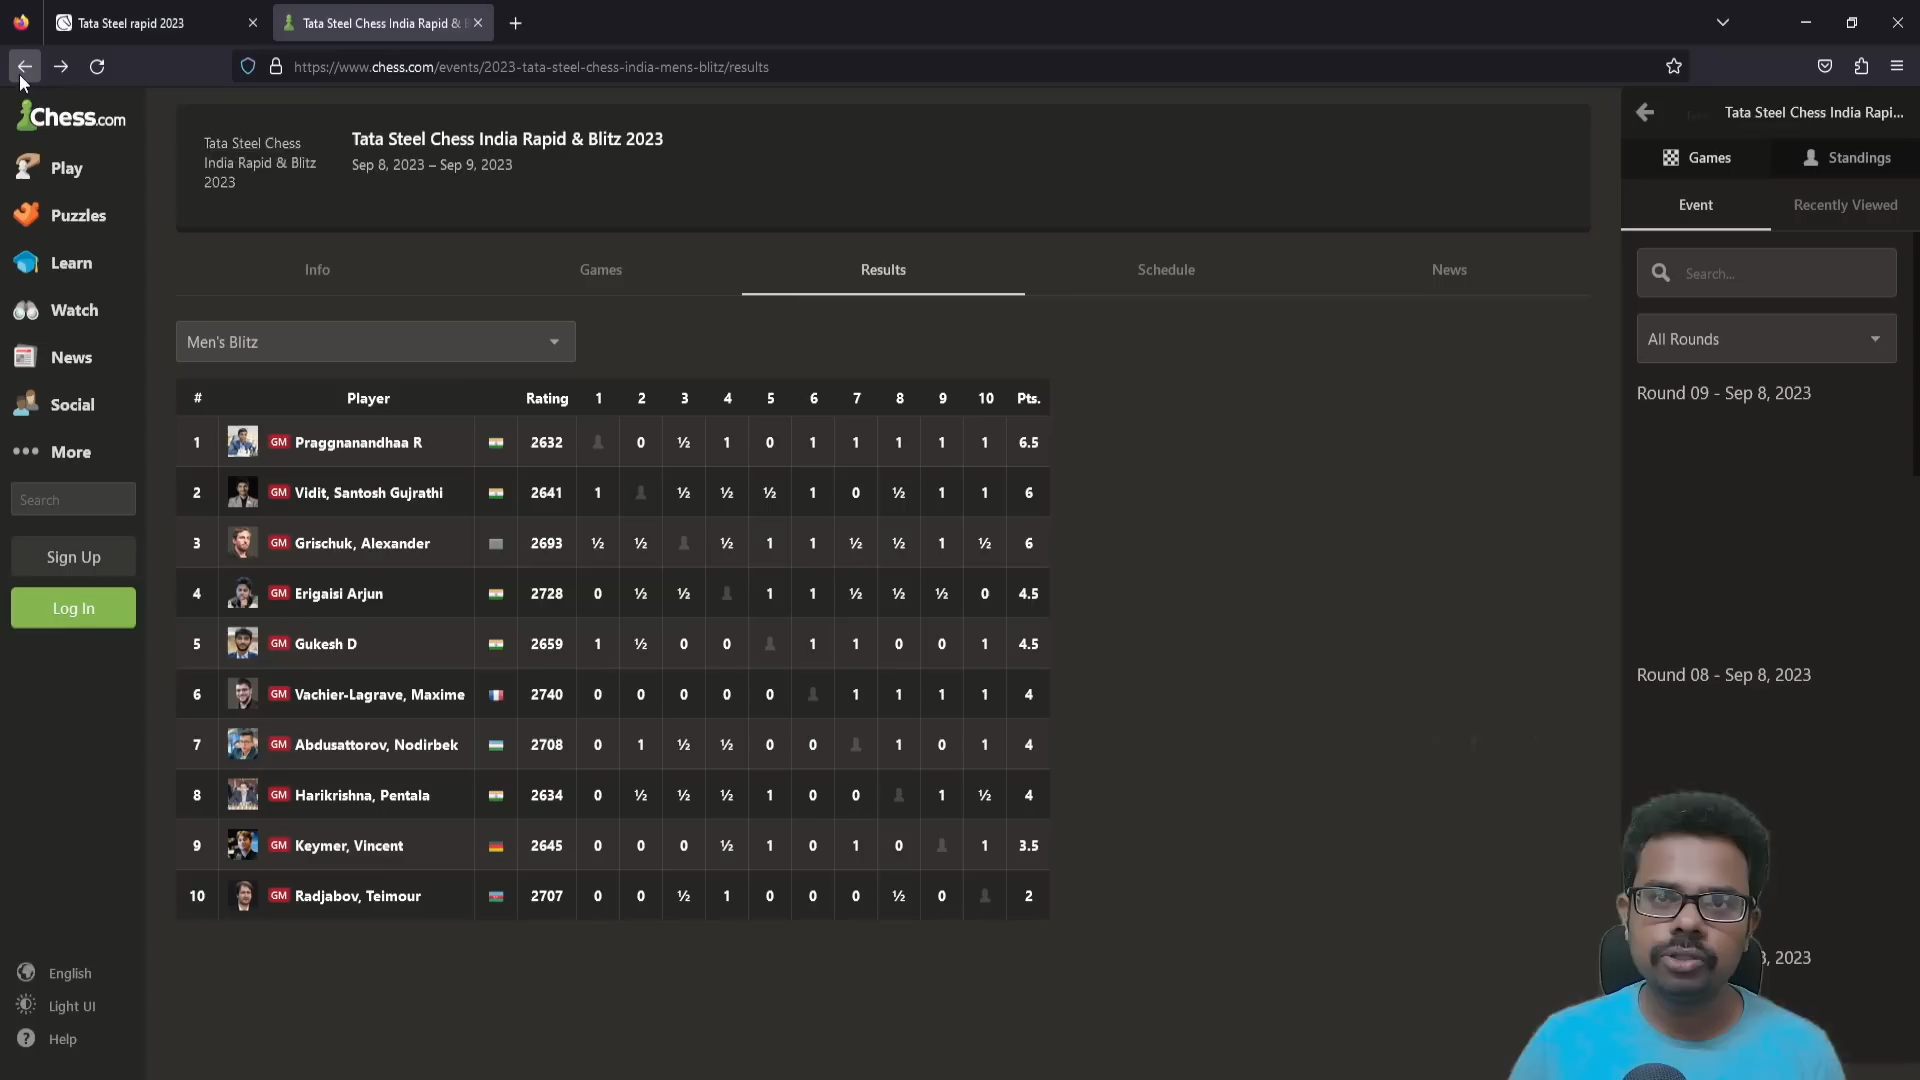 Tata Steel rapid 2023
Tata Steel Chess India Rapid &
https://www.chess.com/events/2023-tata-steel-chess-india-mens-blitz/results
Chess.com
Play
Puzzles
Learn
Watch
News
Social
More
Search
Sign Up
Log In
English
Light UI
Help
Tata Steel Chess
India Rapid & Blitz
2023
Tata Steel Chess India Rapid & Blitz 2023
Sep 8, 2023 – Sep 9, 2023
Info Games Results Schedule News
Men's Blitz
# Player Rating 1 2 3 4 5 6 7 8 9 10 Pts.
1 GM Praggnanandhaa R 2632 0 ½ 1 0 1 1 1 1 1 6.5
2 GM Vidit, Santosh Gujrathi 2641 1 ½ ½ ½ 1 0 ½ 1 1 6
3 GM Grischuk, Alexander 2693 ½ ½ ½ 1 1 ½ ½ 1 ½ 6
4 GM Erigaisi Arjun 2728 0 ½ ½ 1 1 ½ ½ ½ 0 4.5
5 GM Gukesh D 2659 1 ½ 0 0 1 1 0 0 1 4.5
6 GM Vachier-Lagrave, Maxime 2740 0 0 0 0 0 1 1 1 1 4
7 GM Abdusattorov, Nodirbek 2708 0 1 ½ ½ 0 0 1 0 1 4
8 GM Harikrishna, Pentala 2634 0 ½ ½ ½ 1 0 0 1 ½ 4
9 GM Keymer, Vincent 2645 0 0 0 ½ 1 0 1 0 1 3.5
10 GM Radjabov, Teimour 2707 0 0 ½ 1 0 0 0 ½ 0 2
Tata Steel Chess India Rapi...
Games Standings
Event Recently Viewed
Search...
All Rounds
Round 09 - Sep 8, 2023
Round 08 - Sep 8, 2023
, 2023